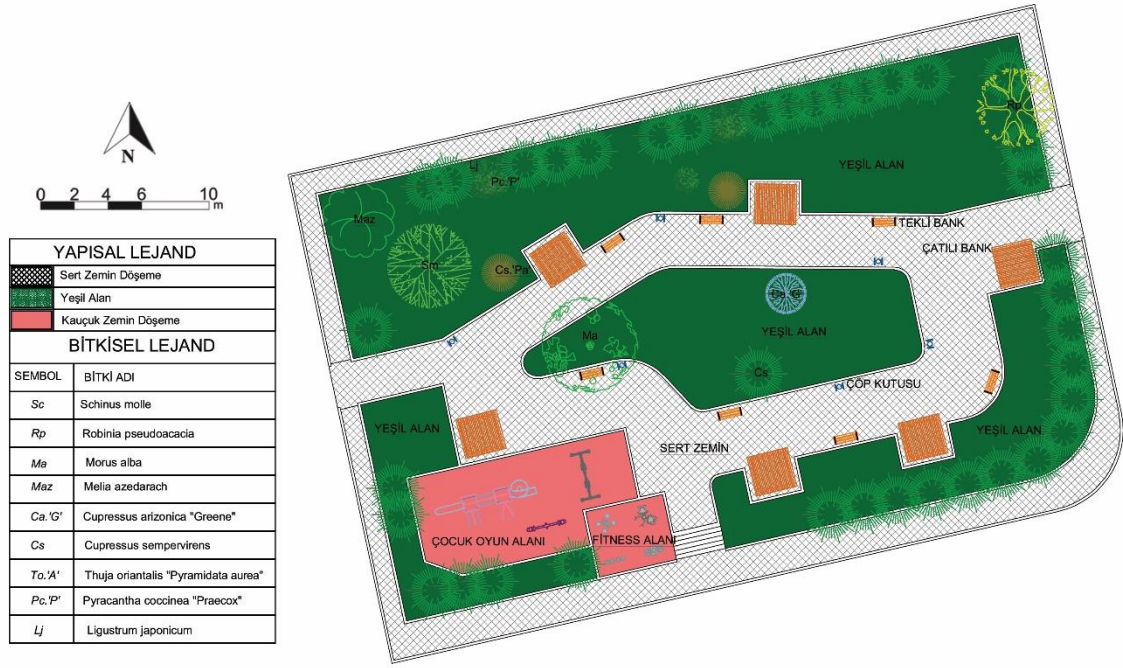 N
0 2 4 6 10
m
YAPISAL LEJAND
Sert Zemin Döşeme
Yeşil Alan
Kauçuk Zemin Döşeme
BİTKİSEL LEJAND
SEMBOL BİTKİ ADI
Sc Schinus molle
Rp Robinia pseudoacacia
Ma Morus alba
Maz Melia azedarach
Ca.'G' Cupressus arizonica "Greene"
Cs Cupressus sempervirens
To.'A' Thuja oriantalis "Pyramidata aurea"
Pc.'P' Pyracantha coccinea "Praecox"
Lj Ligustrum japonicum
Rp
YEŞİL ALAN
Lj
Pc.'P'
Maz
TEKLİ BANK
ÇATILI BANK
Sm
Cs.'Pa'
Ca.'G'
YEŞİL ALAN
Ma
Cs
ÇÖP KUTUSU
YEŞİL ALAN
YEŞİL ALAN
SERT ZEMİN
ÇOCUK OYUN ALANI
FİTNESS ALANI